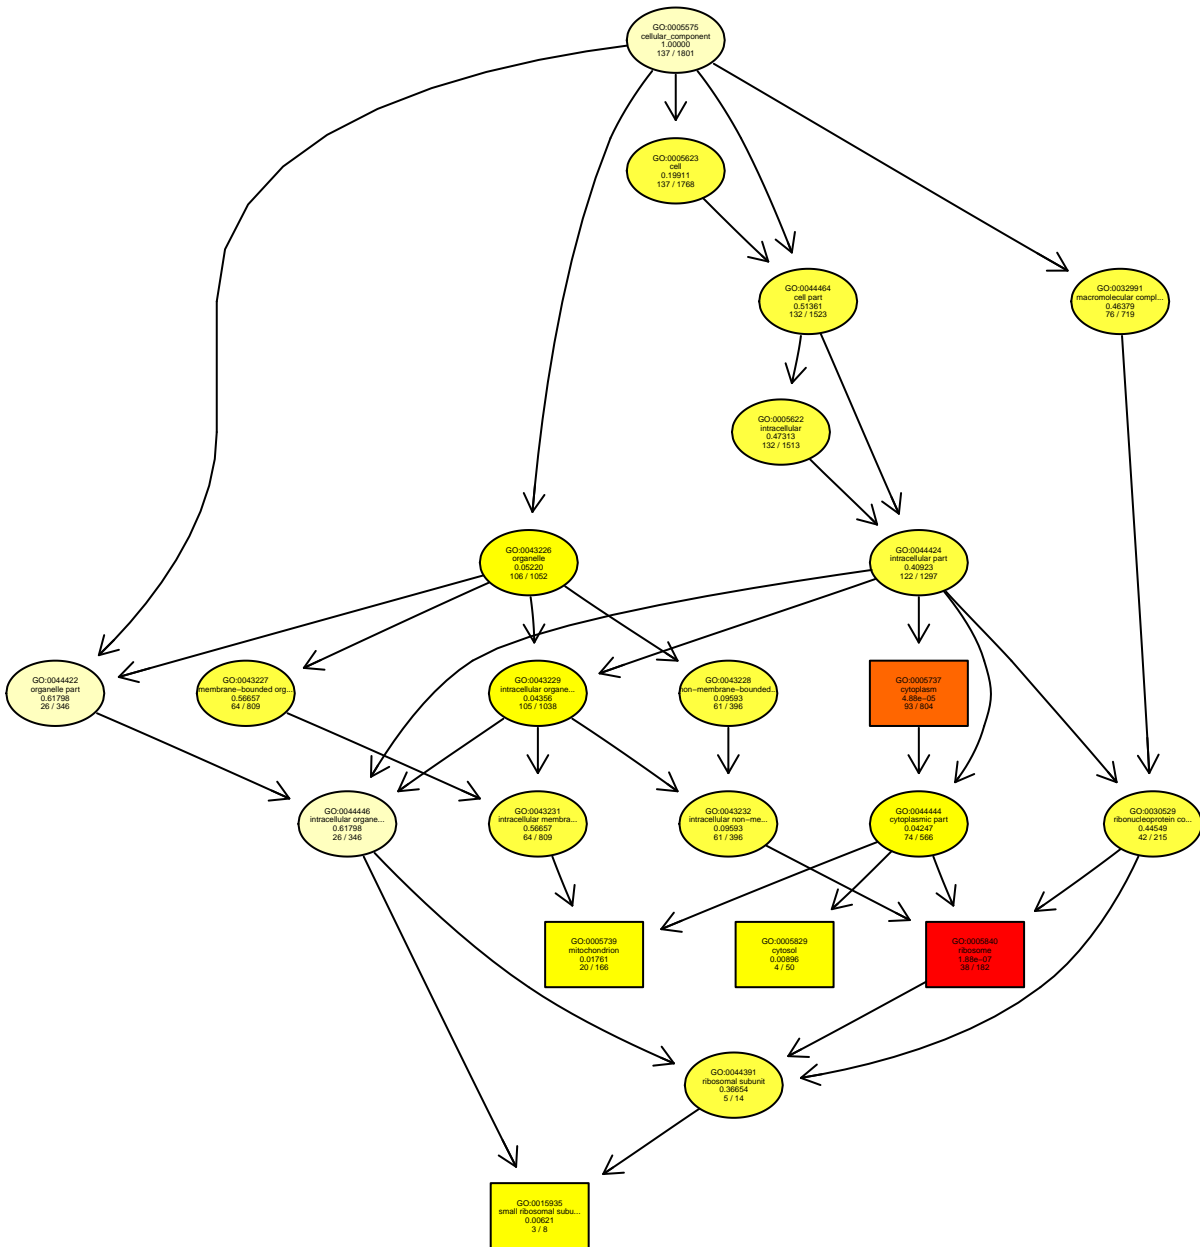 GO:0005575
cellular_component
1.00000
137 / 1801
GO:0005623
cell
0.19911
137 / 1768
GO:0044464
cell part
0.51361
132 / 1523
GO:0032991
macromolecular compl...
0.46379
76 / 719
GO:0005622
intracellular
0.47313
132 / 1513
GO:0043226
organelle
0.05220
106 / 1052
GO:0044424
intracellular part
0.40923
122 / 1297
GO:0044422
organelle part
0.61798
26 / 346
GO:0043227
membrane−bounded org...
0.56657
64 / 809
GO:0043229
intracellular organe...
0.04356
105 / 1038
GO:0043228
non−membrane−bounded...
0.09593
61 / 396
GO:0005737
cytoplasm
4.88e−05
93 / 804
GO:0044446
intracellular organe...
0.61798
26 / 346
GO:0043231
intracellular membra...
0.56657
64 / 809
GO:0043232
intracellular non−me...
0.09593
61 / 396
GO:0044444
cytoplasmic part
0.04247
74 / 566
GO:0030529
ribonucleoprotein co...
0.44549
42 / 215
GO:0005739
mitochondrion
0.01761
20 / 166
GO:0005829
cytosol
0.00896
4 / 50
GO:0005840
ribosome
1.88e−07
38 / 182
GO:0044391
ribosomal subunit
0.36654
5 / 14
GO:0015935
small ribosomal subu...
0.00621
3 / 8